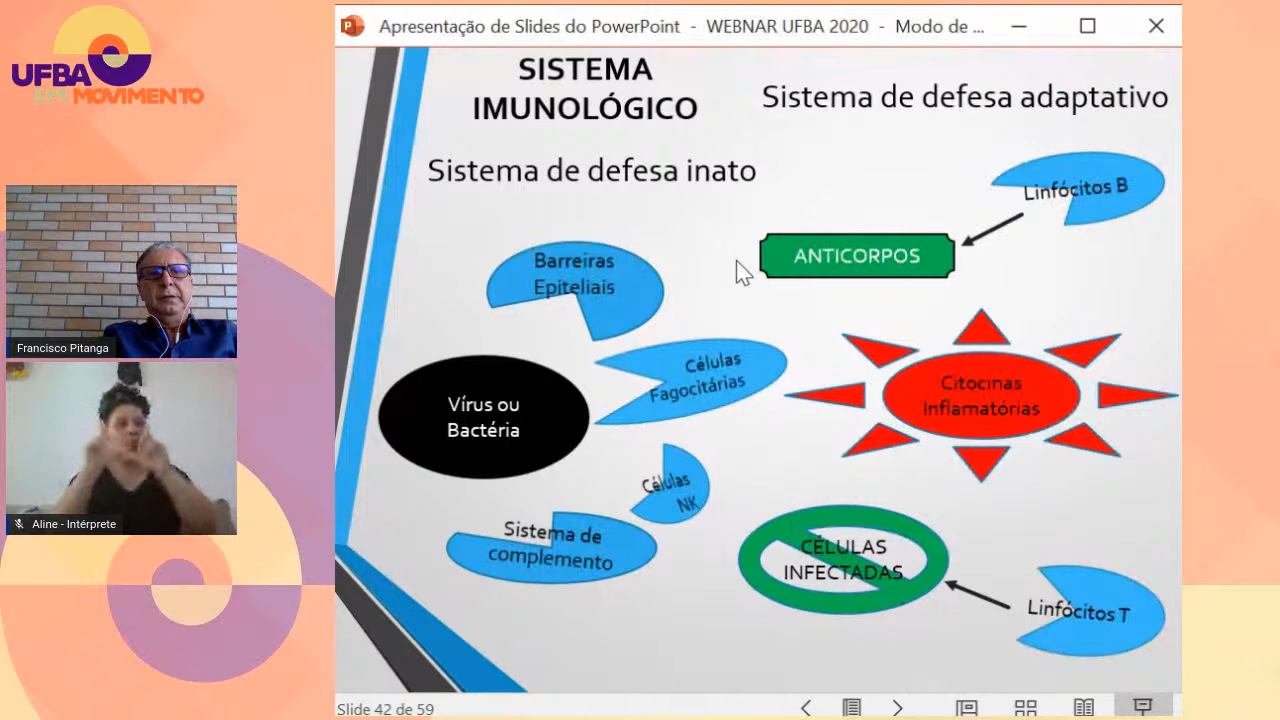 UFBA
EM MOVIMENTO
Apresentação de Slides do PowerPoint - WEBNAR UFBA 2020 - Modo de ...
SISTEMA
IMUNOLÓGICO
Sistema de defesa adaptativo
Sistema de defesa inato
Linfócitos B
ANTICORPOS
Barreiras
Epiteliais
Células
Fagocitárias
Citocinas
Inflamatórias
Vírus ou
Bactéria
Células
NK
Sistema de
complemento
CÉLULAS
INFECTADAS
Linfócitos T
Francisco Pitanga
Aline - Intérprete
Slide 42 de 59